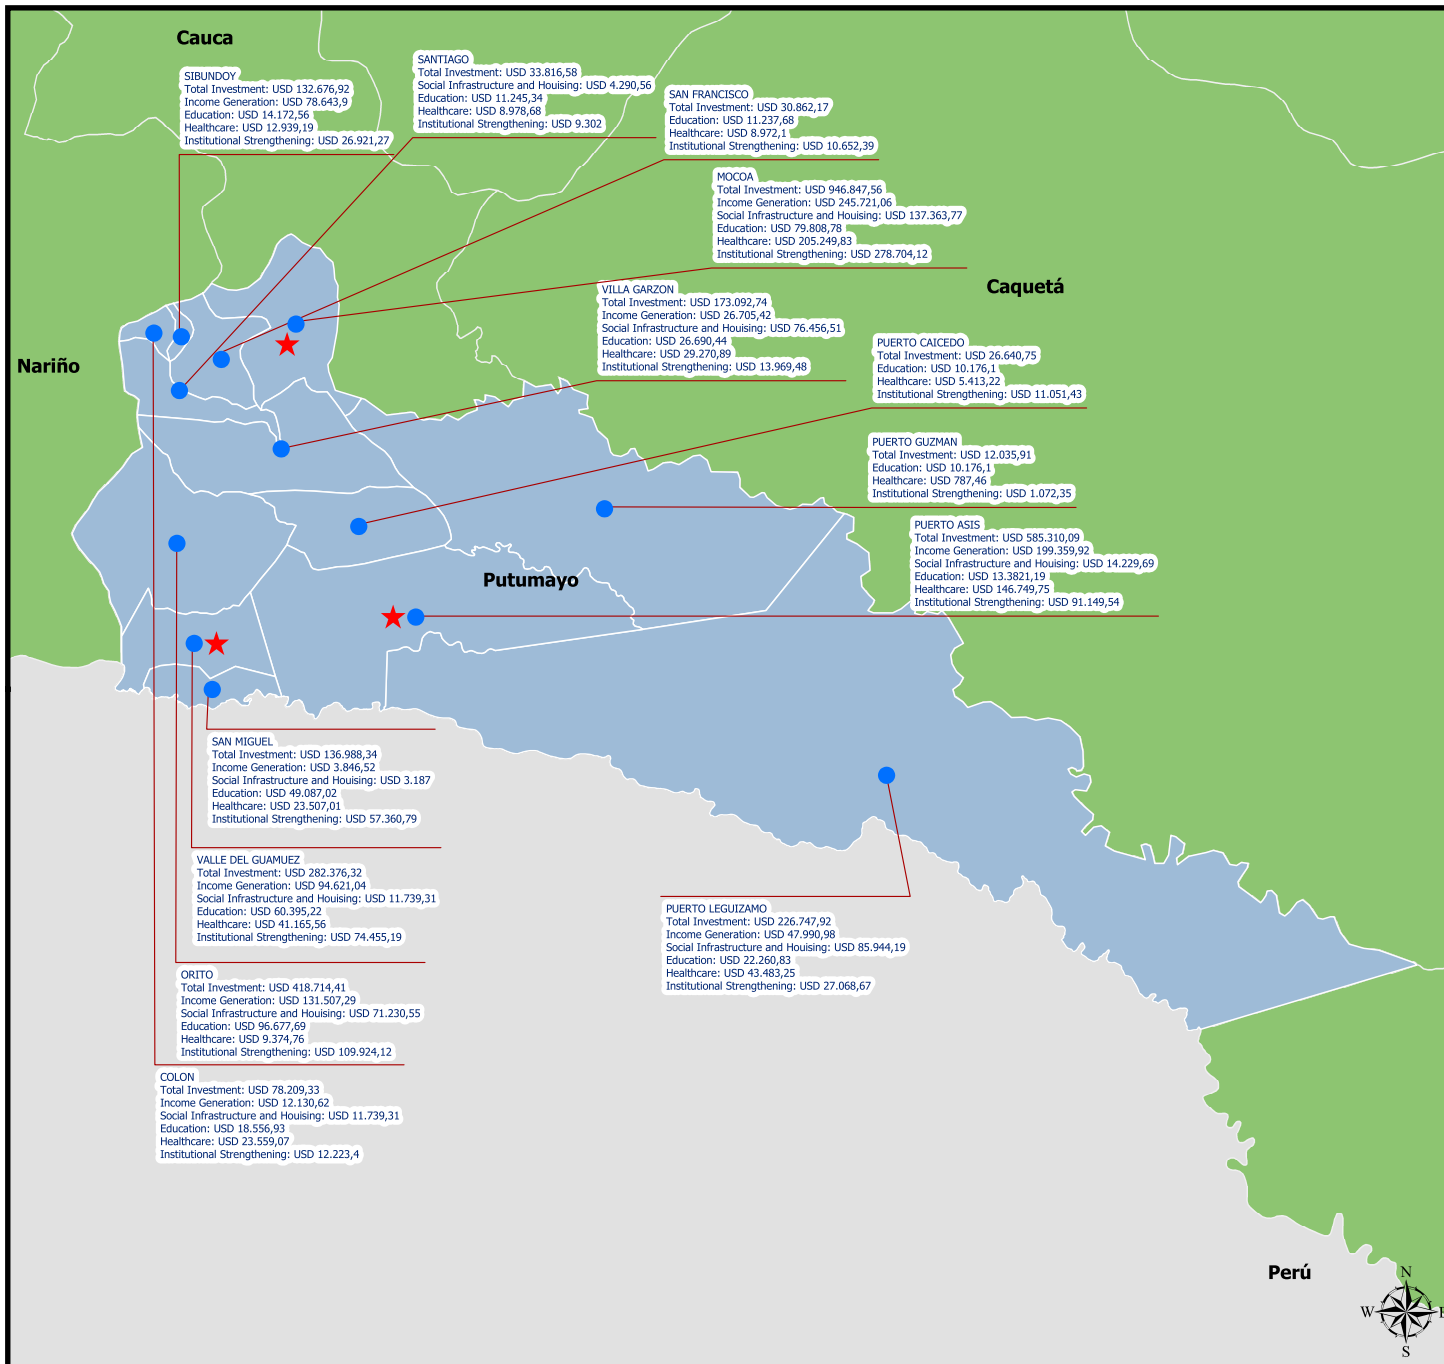 Cauca
SIBUNDOY
Total Investment: USD 132.676,92
Income Generation: USD 78.643,9
Education: USD 14.172,56
Healthcare: USD 12.939,19
Institutional Strengthening: USD 26.921,27
SANTIAGO
Total Investment: USD 33.816,58
Social Infrastructure and Houising: USD 4.290,56
Education: USD 11.245,34
Healthcare: USD 8.978,68
Institutional Strengthening: USD 9.302
SAN FRANCISCO
Total Investment: USD 30.862,17
Education: USD 11.237,68
Healthcare: USD 8.972,1
Institutional Strengthening: USD 10.652,39
MOCOA
Total Investment: USD 946.847,56
Income Generation: USD 245.721,06
Social Infrastructure and Houising: USD 137.363,77
Education: USD 79.808,78
Healthcare: USD 205.249,83
Institutional Strengthening: USD 278.704,12
Caquetá
VILLA GARZON
Total Investment: USD 173.092,74
Income Generation: USD 26.705,42
Social Infrastructure and Houising: USD 76.456,51
Education: USD 26.690,44
Healthcare: USD 29.270,89
Institutional Strengthening: USD 13.969,48
Nariño
PUERTO CAICEDO
Total Investment: USD 26.640,75
Education: USD 10.176,1
Healthcare: USD 5.413,22
Institutional Strengthening: USD 11.051,43
PUERTO GUZMAN
Total Investment: USD 12.035,91
Education: USD 10.176,1
Healthcare: USD 787,46
Institutional Strengthening: USD 1.072,35
PUERTO ASIS
Total Investment: USD 585.310,09
Income Generation: USD 199.359,92
Social Infrastructure and Houising: USD 14.229,69
Education: USD 13.3821,19
Healthcare: USD 146.749,75
Institutional Strengthening: USD 91.149,54
Putumayo
SAN MIGUEL
Total Investment: USD 136.988,34
Income Generation: USD 3.846,52
Social Infrastructure and Houising: USD 3.187
Education: USD 49.087,02
Healthcare: USD 23.507,01
Institutional Strengthening: USD 57.360,79
VALLE DEL GUAMUEZ
Total Investment: USD 282.376,32
Income Generation: USD 94.621,04
Social Infrastructure and Houising: USD 11.739,31
Education: USD 60.395,22
Healthcare: USD 41.165,56
Institutional Strengthening: USD 74.455,19
PUERTO LEGUIZAMO
Total Investment: USD 226.747,92
Income Generation: USD 47.990,98
Social Infrastructure and Houising: USD 85.944,19
Education: USD 22.260,83
Healthcare: USD 43.483,25
Institutional Strengthening: USD 27.068,67
ORITO
Total Investment: USD 418.714,41
Income Generation: USD 131.507,29
Social Infrastructure and Houising: USD 71.230,55
Education: USD 96.677,69
Healthcare: USD 9.374,76
Institutional Strengthening: USD 109.924,12
COLON
Total Investment: USD 78.209,33
Income Generation: USD 12.130,62
Social Infrastructure and Houising: USD 11.739,31
Education: USD 18.556,93
Healthcare: USD 23.559,07
Institutional Strengthening: USD 12.223,4
Perú
N
W E
S